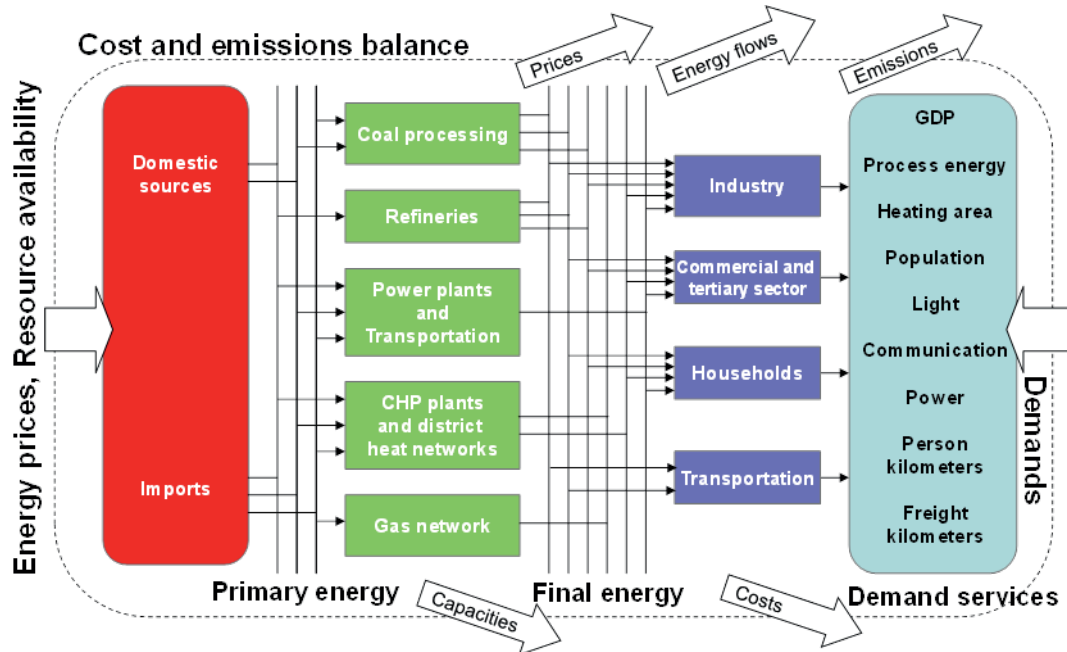 Cost and emissions balance
Prices
Energy flows
Emissions
Energy prices, Resource availability
Domestic
sources
Imports
Primary energy
Coal processing
Refineries
Power plants
and
Transportation
CHP plants
and district
heat networks
Gas network
Capacities
Final energy
Industry
Commercial and
tertiary sector
Households
Transportation
Costs
GDP
Process energy
Heating area
Population
Light
Communication
Power
Person
kilometers
Freight
kilometers
Demand services
Demands